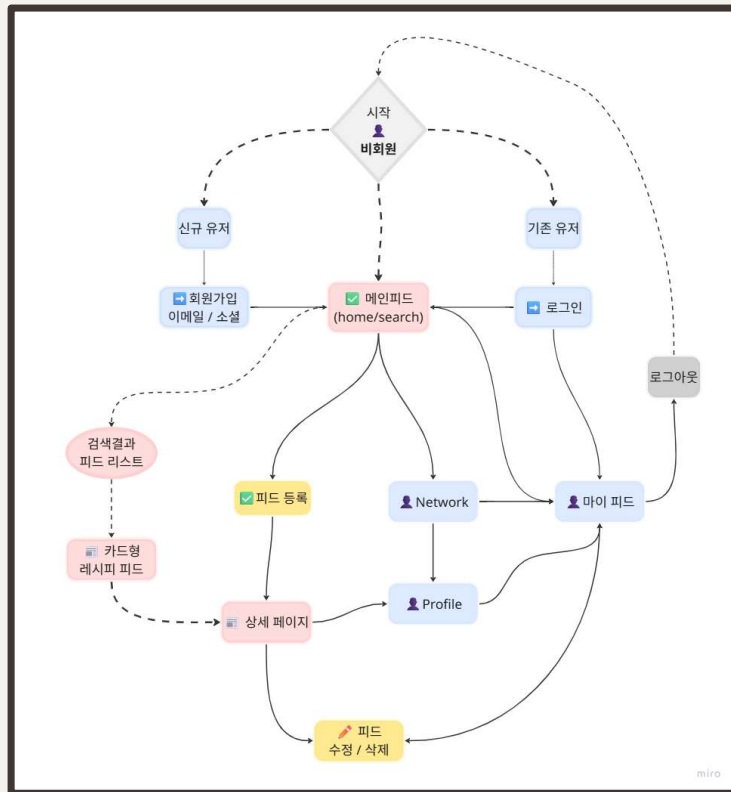 시작
비회원
신규 유저
기존 유저
회원가입
이메일 / 소셜
메인피드
(home/search)
로그인
로그아웃
검색결과
피드 리스트
피드 등록
Network
마이 피드
카드형
레시피 피드
Profile
상세 페이지
피드
수정 / 삭제
miro